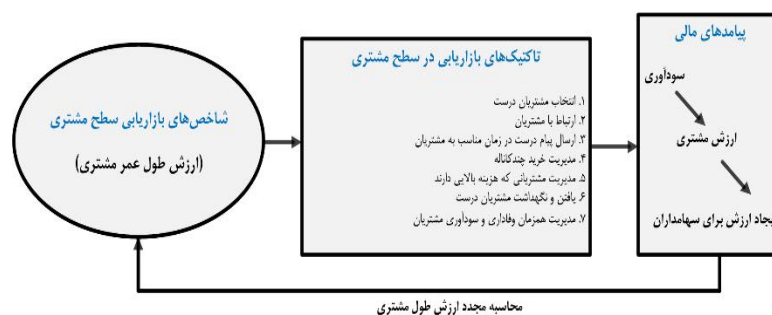 شاخص‌های بازاریابی سطح مشتری
(ارزش طول عمر مشتری)
تاکتیک‌های بازاریابی در سطح مشتری
۱. انتخاب مشتریان درست
۲. ارتباط با مشتریان
۳. ارسال پیام درست در زمان مناسب به مشتریان
۴. مدیریت خرید چندکاناله
۵. مدیریت مشتریانی که هزینه بالایی دارند
۶. یافتن و نگهداشت مشتریان درست
۷. مدیریت همزمان وفاداری و سودآوری مشتریان
پیامدهای مالی
سودآوری
ارزش مشتری
یجاد ارزش برای سهامداران
محاسبه مجدد ارزش طول مشتری